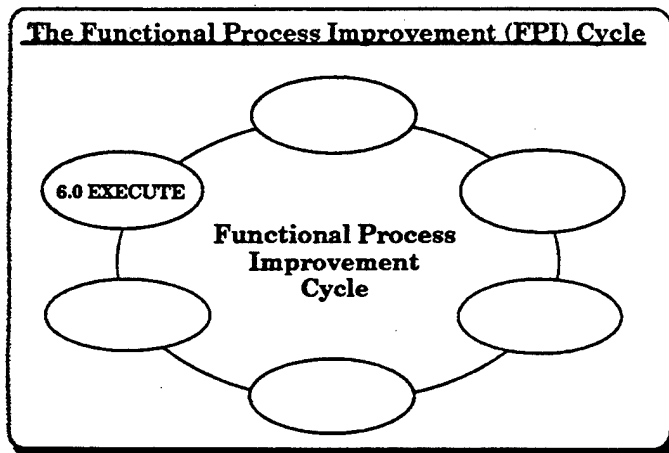 The Functional Process Improvement (FPI) Cycle
6.0 EXECUTE
Functional Process
Improvement
Cycle